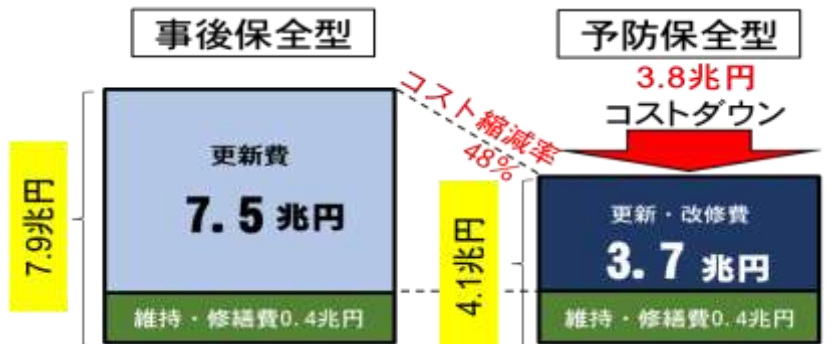 事後保全型
7.9兆円
更新費
7.5兆円
維持・修繕費0.4兆円
コスト縮減率
48%
予防保全型
3.8兆円
コストダウン
4.1兆円
更新・改修費
3.7兆円
維持・修繕費0.4兆円